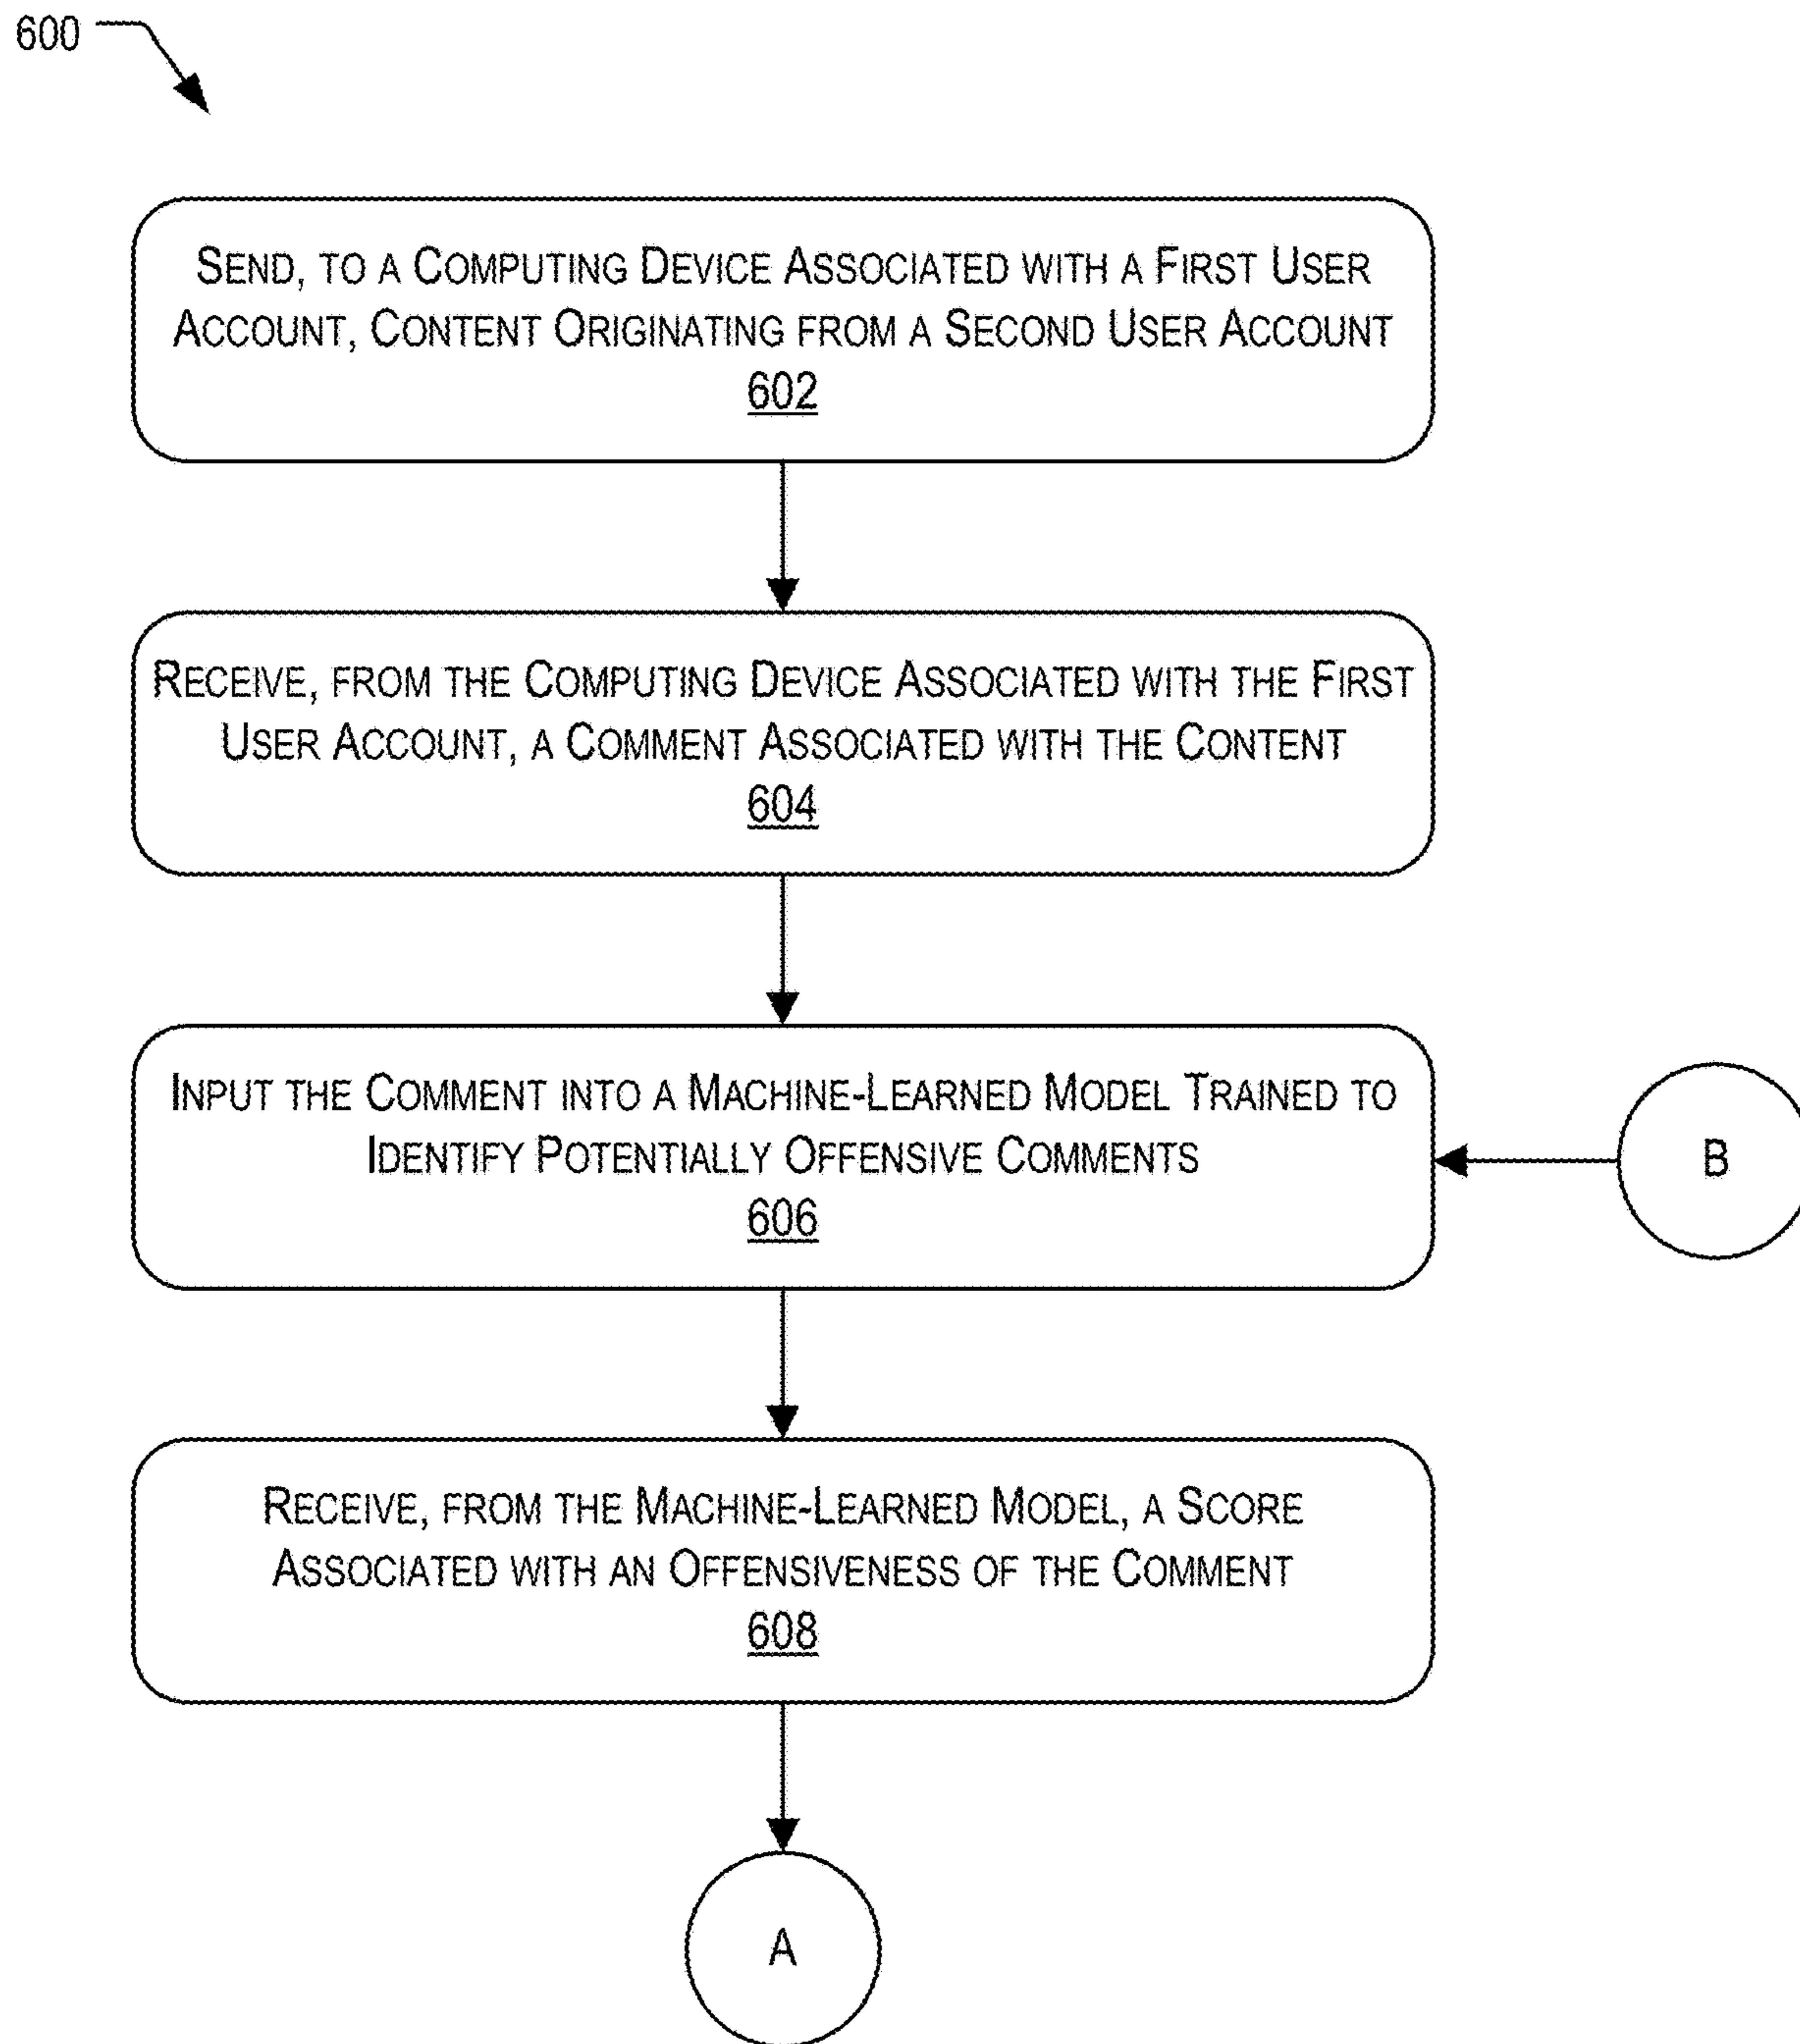 600
SEND, TO A COMPUTING DEVICE ASSOCIATED WITH A FIRST USER
ACCOUNT, CONTENT ORIGINATING FROM A SECOND USER ACCOUNT
602
RECEIVE, FROM THE COMPUTING DEVICE ASSOCIATED WITH THE FIRST
USER ACCOUNT, A COMMENT ASSOCIATED WITH THE CONTENT
604
INPUT THE COMMENT INTO A MACHINE-LEARNED MODEL TRAINED TO
IDENTIFY POTENTIALLY OFFENSIVE COMMENTS
606
B
RECEIVE, FROM THE MACHINE-LEARNED MODEL, A SCORE
ASSOCIATED WITH AN OFFENSIVENESS OF THE COMMENT
608
A